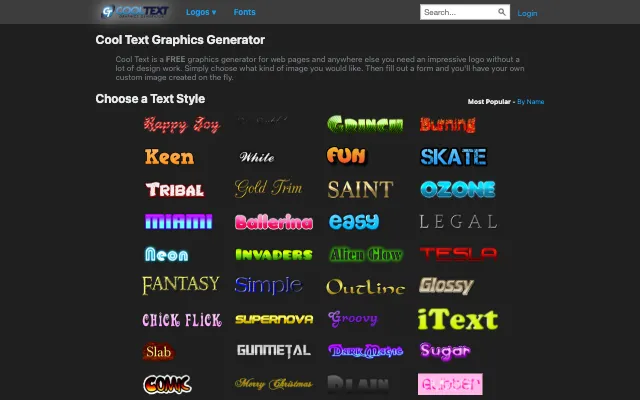 COOLTEXT Logos ▾ Fonts Search... Login
Cool Text Graphics Generator
Cool Text is a FREE graphics generator for web pages and anywhere else you need an impressive logo without a
lot of design work. Simply choose what kind of image you would like. Then fill out a form and you'll have your own
custom image created on the fly.
Choose a Text Style Most Popular - By Name
Happy Joy GRINCH Burning
Keen White FUN SKATE
TRIBAL Gold Trim SAINT OZONE
MIAMI Ballerina easy LEGAL
Neon INVADERS Alien Glow TESLA
FANTASY Simple Outline Glossy
CHICK FLICK SUPERNOVA Groovy iText
Slab GUNMETAL Dark Magic Sugar
COMIC Merry Christmas PLAIN